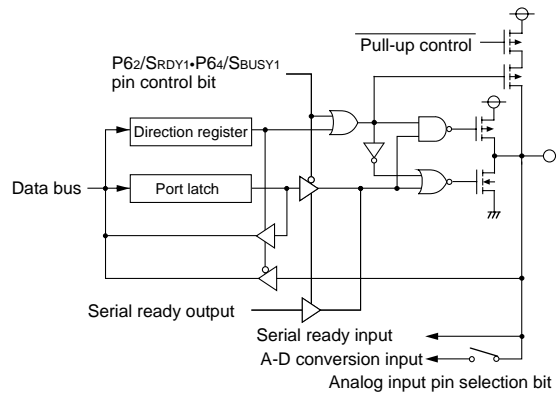 Pull-up control
P62/SRDY1•P64/SBUSY1
pin control bit
Direction register
Data bus
Port latch
Serial ready output
Serial ready input
A-D conversion input
Analog input pin selection bit